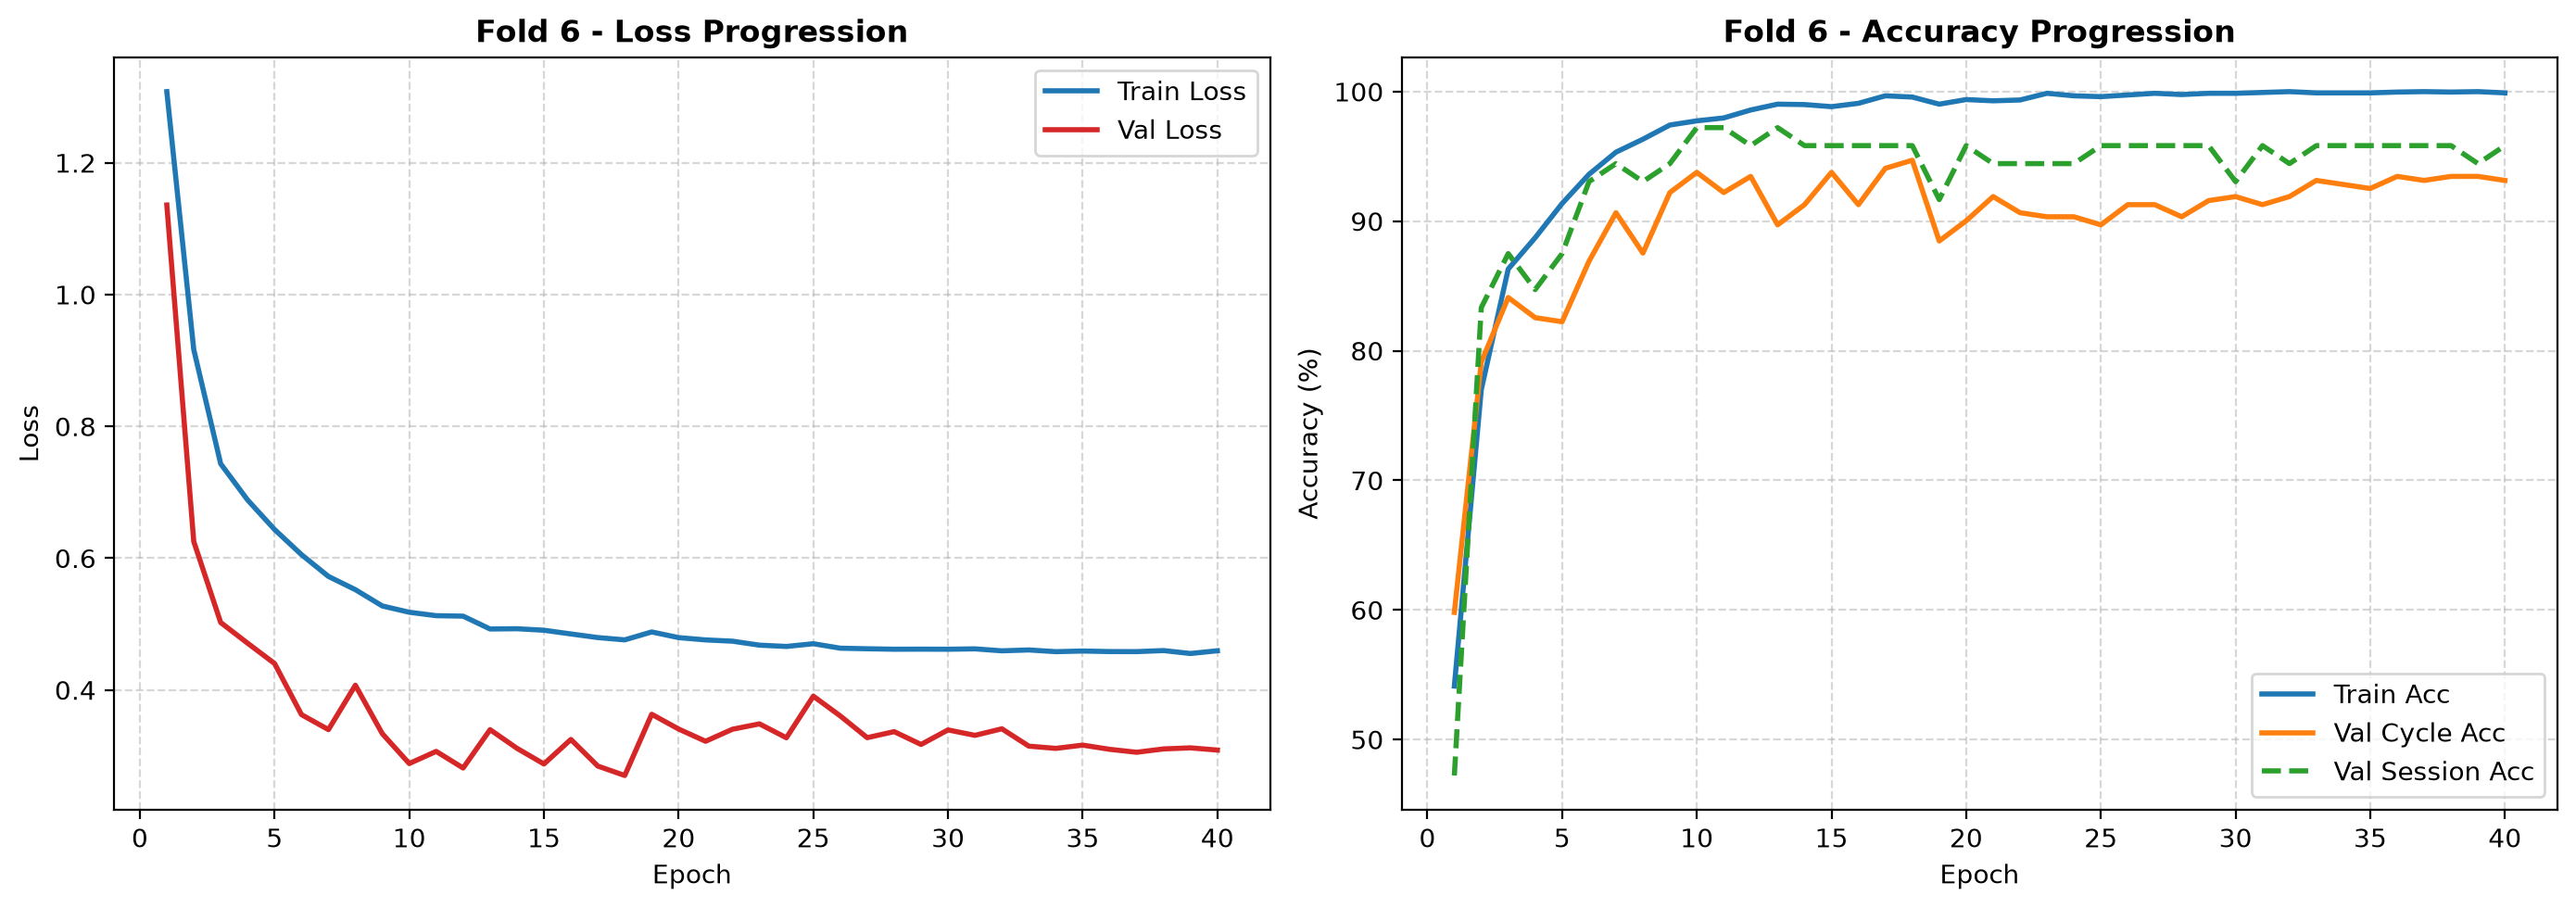 Fold 6 - Loss Progression
Train Loss
Val Loss
1.2
1.0
0.8
0.6
0.4
Loss
0 5 10 15 20 25 30 35 40
Epoch
Fold 6 - Accuracy Progression
100
90
80
70
60
50
Accuracy (%)
Train Acc
Val Cycle Acc
Val Session Acc
0 5 10 15 20 25 30 35 40
Epoch